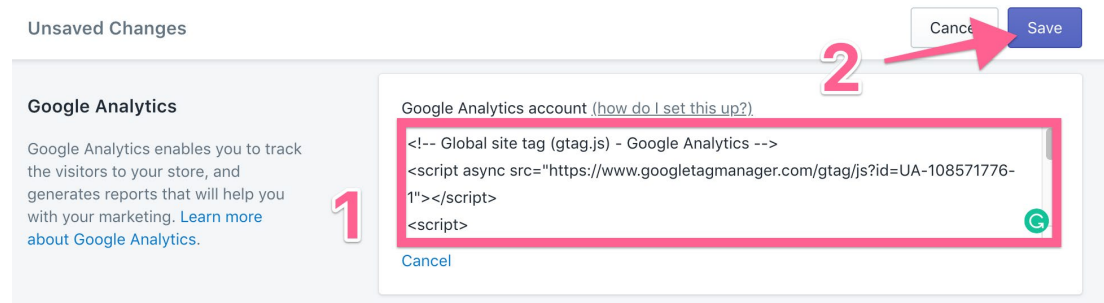 Unsaved Changes
Cance
Save
2
Google Analytics
Google Analytics enables you to track
the visitors to your store, and
generates reports that will help you
with your marketing. Learn more
about Google Analytics.
1
Google Analytics account (how do I set this up?)
<!-- Global site tag (gtag.js) - Google Analytics -->
<script async src="https://www.googletagmanager.com/gtag/js?id=UA-108571776-
1"></script>
<script>
G
Cancel